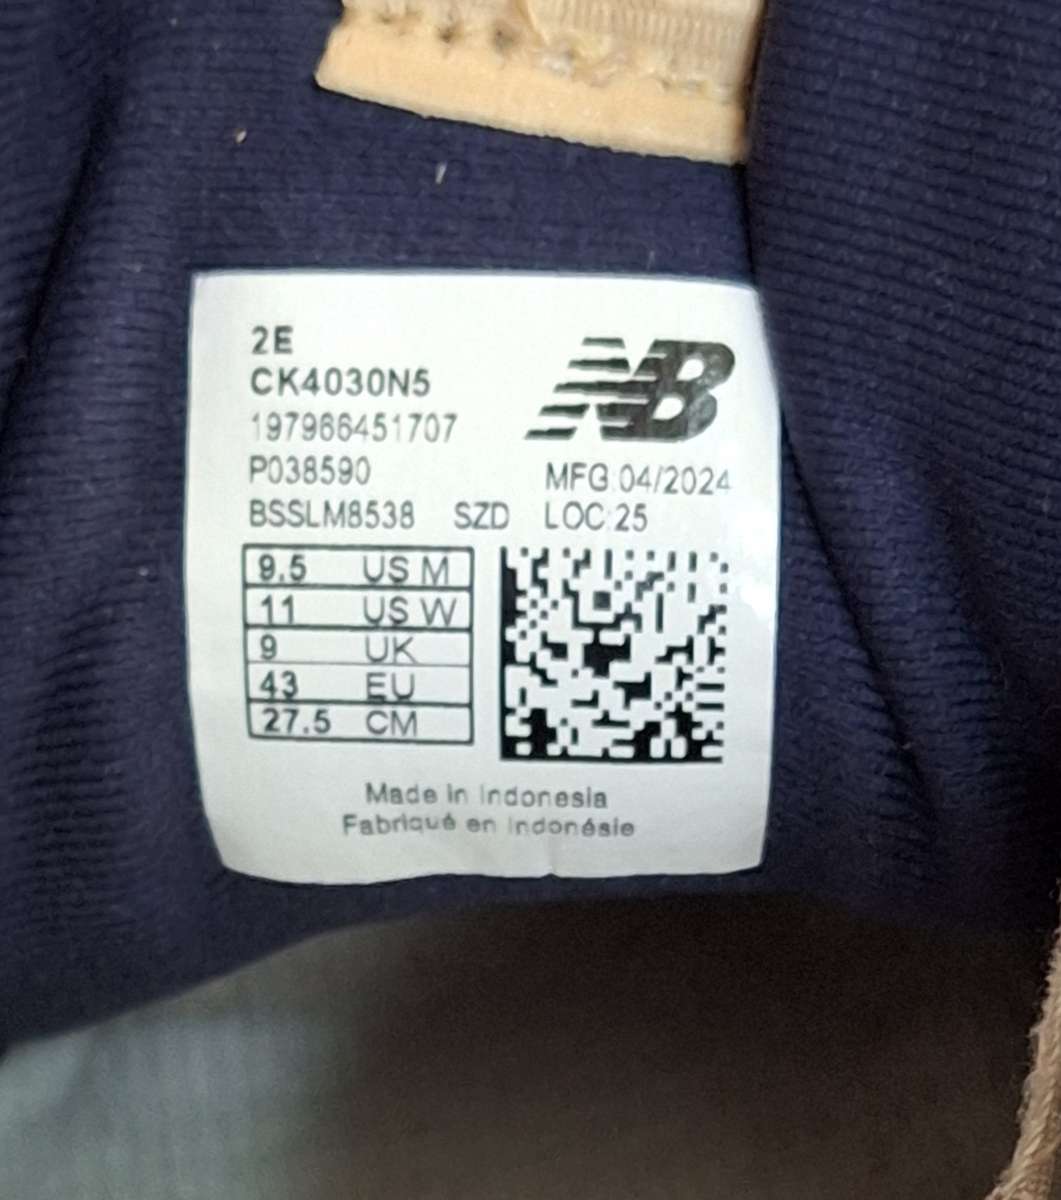 2E
CK4030N5
NB
197966451707
P038590 MFG 04/2024
BSSLM8538 SZD LOC 25
9.5 US M
11 US W
9 UK
43 EU
27.5 CM
Made in Indonesia
Fabriqué en Indonésie